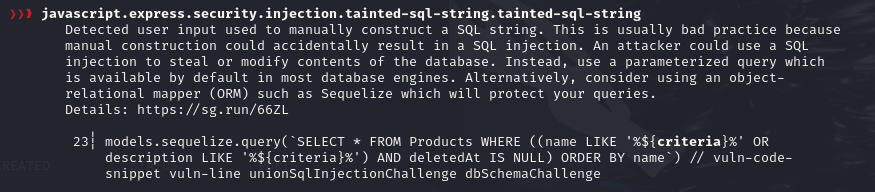 ❯❯❱ javascript.express.security.injection.tainted-sql-string.tainted-sql-string
Detected user input used to manually construct a SQL string. This is usually bad practice because
manual construction could accidentally result in a SQL injection. An attacker could use a SQL
injection to steal or modify contents of the database. Instead, use a parameterized query which
is available by default in most database engines. Alternatively, consider using an object-
relational mapper (ORM) such as Sequelize which will protect your queries.
Details: https://sg.run/66ZL
23┆ models.sequelize.query(`SELECT * FROM Products WHERE ((name LIKE '%${criteria}%' OR
description LIKE '%${criteria}%') AND deletedAt IS NULL) ORDER BY name`) // vuln-code-
snippet vuln-line unionSqlInjectionChallenge dbSchemaChallenge
CREATED